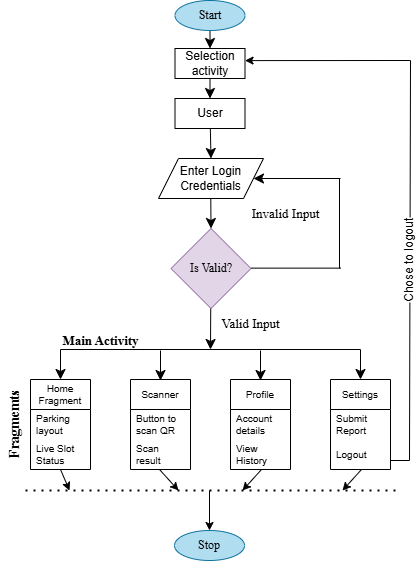 Start
Selection
activity
User
Enter Login
Credentials
Invalid Input
Is Valid?
Chose to logout
Valid Input
Main Activity
Fragmemts
Home
Fragment
Parking
layout
Live Slot
Status
Scanner
Button to
scan QR
Scan
result
Profile
Account
details
View
History
Settings
Submit
Report
Logout
Stop